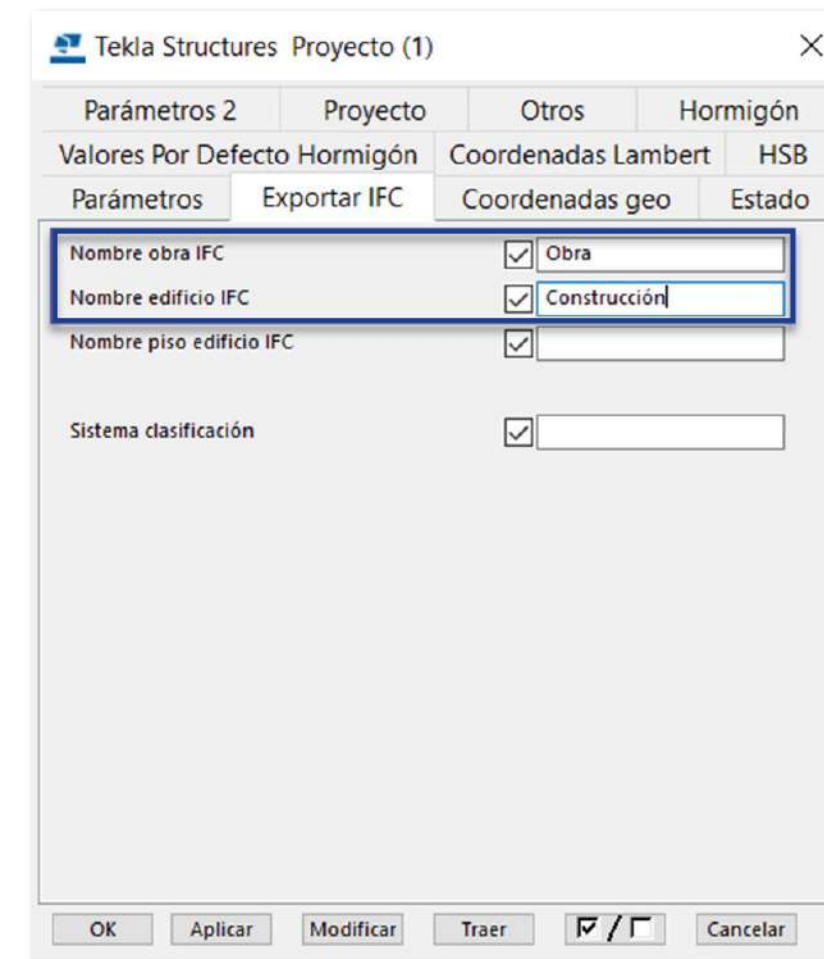 Tekla Structures Proyecto (1)
Parámetros 2 Proyecto Otros Hormigón
Valores Por Defecto Hormigón Coordenadas Lambert HSB
Parámetros Exportar IFC Coordenadas geo Estado
Nombre obra IFC Obra
Nombre edificio IFC Construcción
Nombre piso edificio IFC
Sistema clasificación
OK Aplicar Modificar Traer / Cancelar